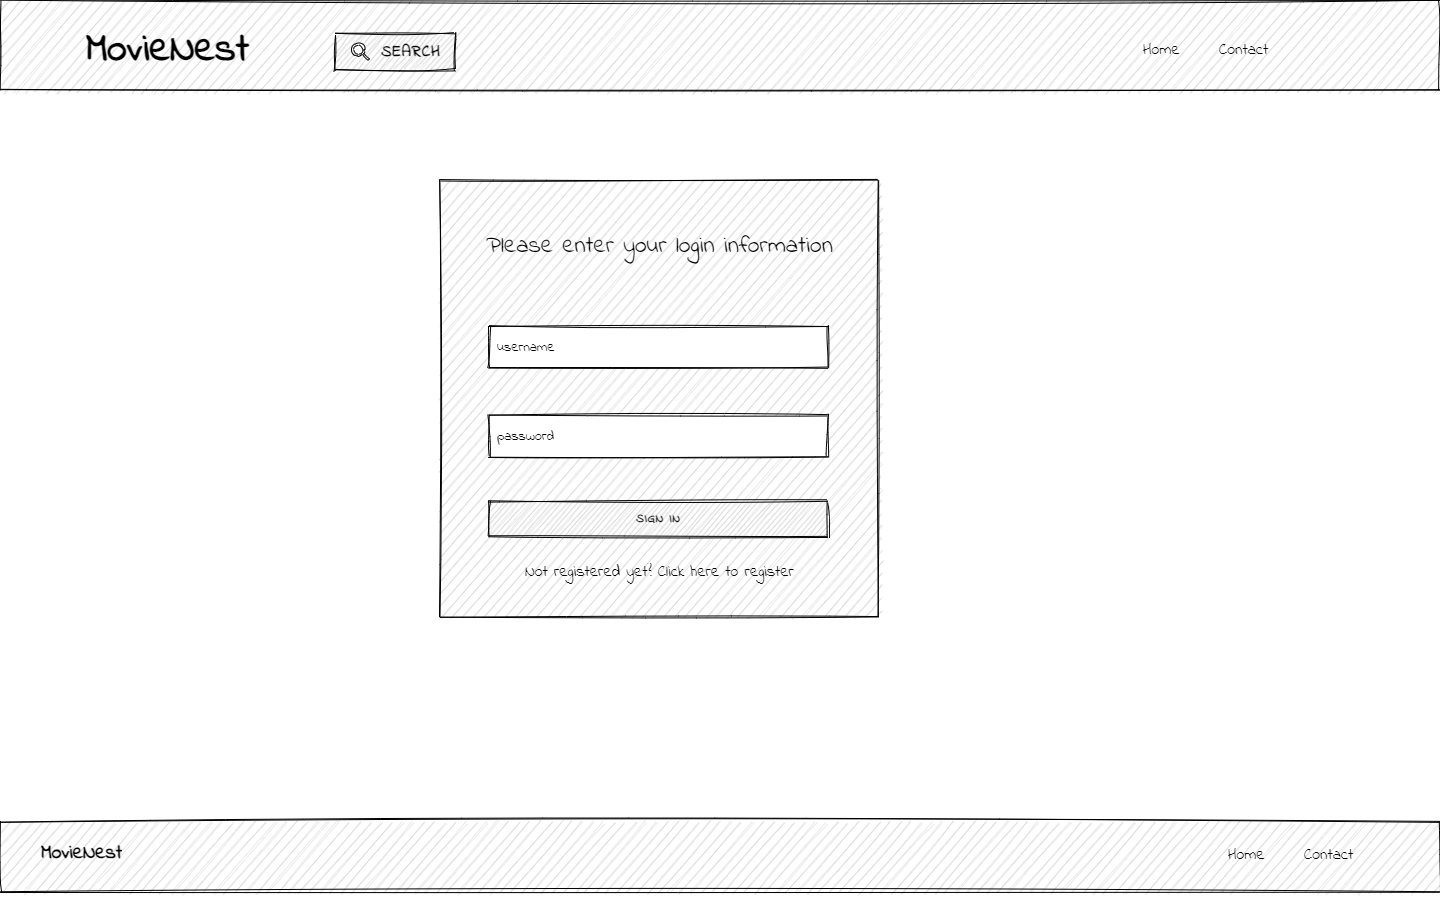 MovieNest
SEARCH
Home
Contact
Please enter your login information
username
password
SIGN IN
Not registered yet? Click here to register
MovieNest
Home
Contact